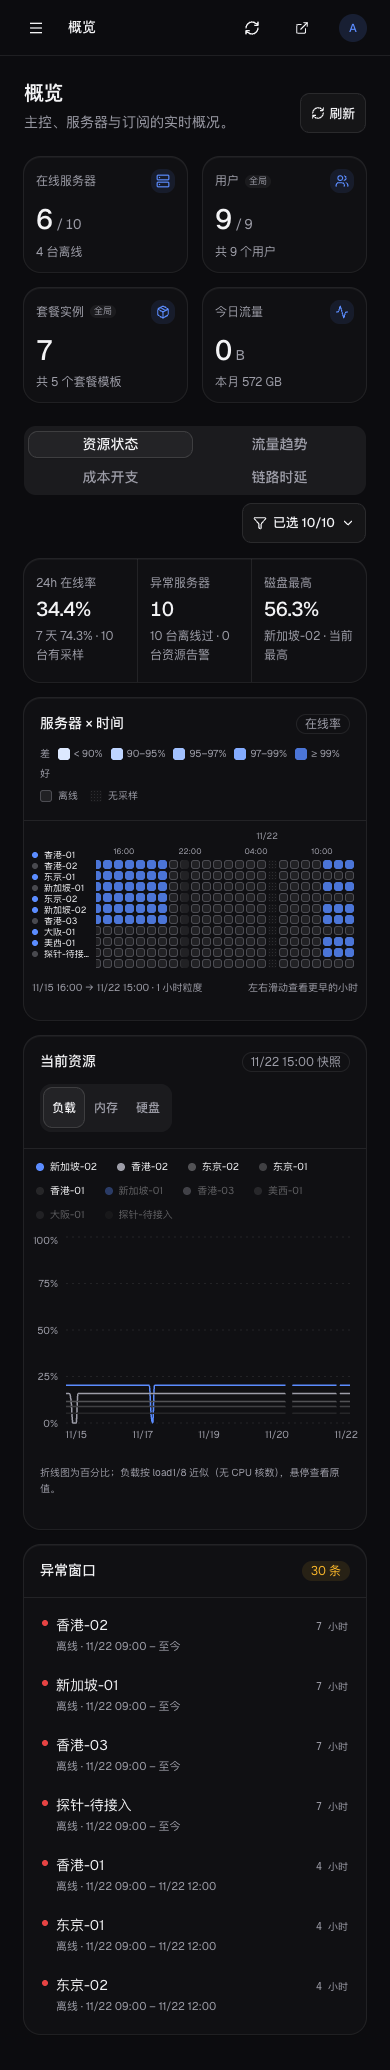 概览
A
概览
主控、服务器与订阅的实时概况。
刷新
在线服务器
6 / 10
4 台离线
用户 全局
9 / 9
共 9 个用户
套餐实例 全局
7
共 5 个套餐模板
今日流量
0 B
本月 572 GB
资源状态
流量趋势
成本开支
链路时延
已选 10/10
24h 在线率
34.4%
7 天 74.3% · 10
台有采样
异常服务器
10
10 台离线过 · 0
台资源告警
磁盘最高
56.3%
新加坡-02 · 当前
最高
服务器 × 时间
在线率
差 < 90% 90–95% 95–97% 97–99% ≥ 99%
好
离线 无采样
11/22
16:00 22:00 04:00 10:00
香港-01
香港-02
东京-01
新加坡-01
东京-02
新加坡-02
香港-03
大阪-01
美西-01
探针-待接…
11/15 16:00 → 11/22 15:00 · 1 小时粒度
左右滑动查看更早的小时
当前资源
11/22 15:00 快照
负载 内存 硬盘
新加坡-02 香港-02 东京-02 东京-01
香港-01 新加坡-01 香港-03 美西-01
大阪-01 探针-待接入
100%
75%
50%
25%
0%
11/15 11/17 11/19 11/20 11/22
折线图为百分比；负载按 load1/8 近似（无 CPU 核数），悬停查看原
值。
异常窗口
30 条
香港-02
7 小时
离线 · 11/22 09:00 – 至今
新加坡-01
7 小时
离线 · 11/22 09:00 – 至今
香港-03
7 小时
离线 · 11/22 09:00 – 至今
探针-待接入
7 小时
离线 · 11/22 09:00 – 至今
香港-01
4 小时
离线 · 11/22 09:00 – 11/22 12:00
东京-01
4 小时
离线 · 11/22 09:00 – 11/22 12:00
东京-02
4 小时
离线 · 11/22 09:00 – 11/22 12:00